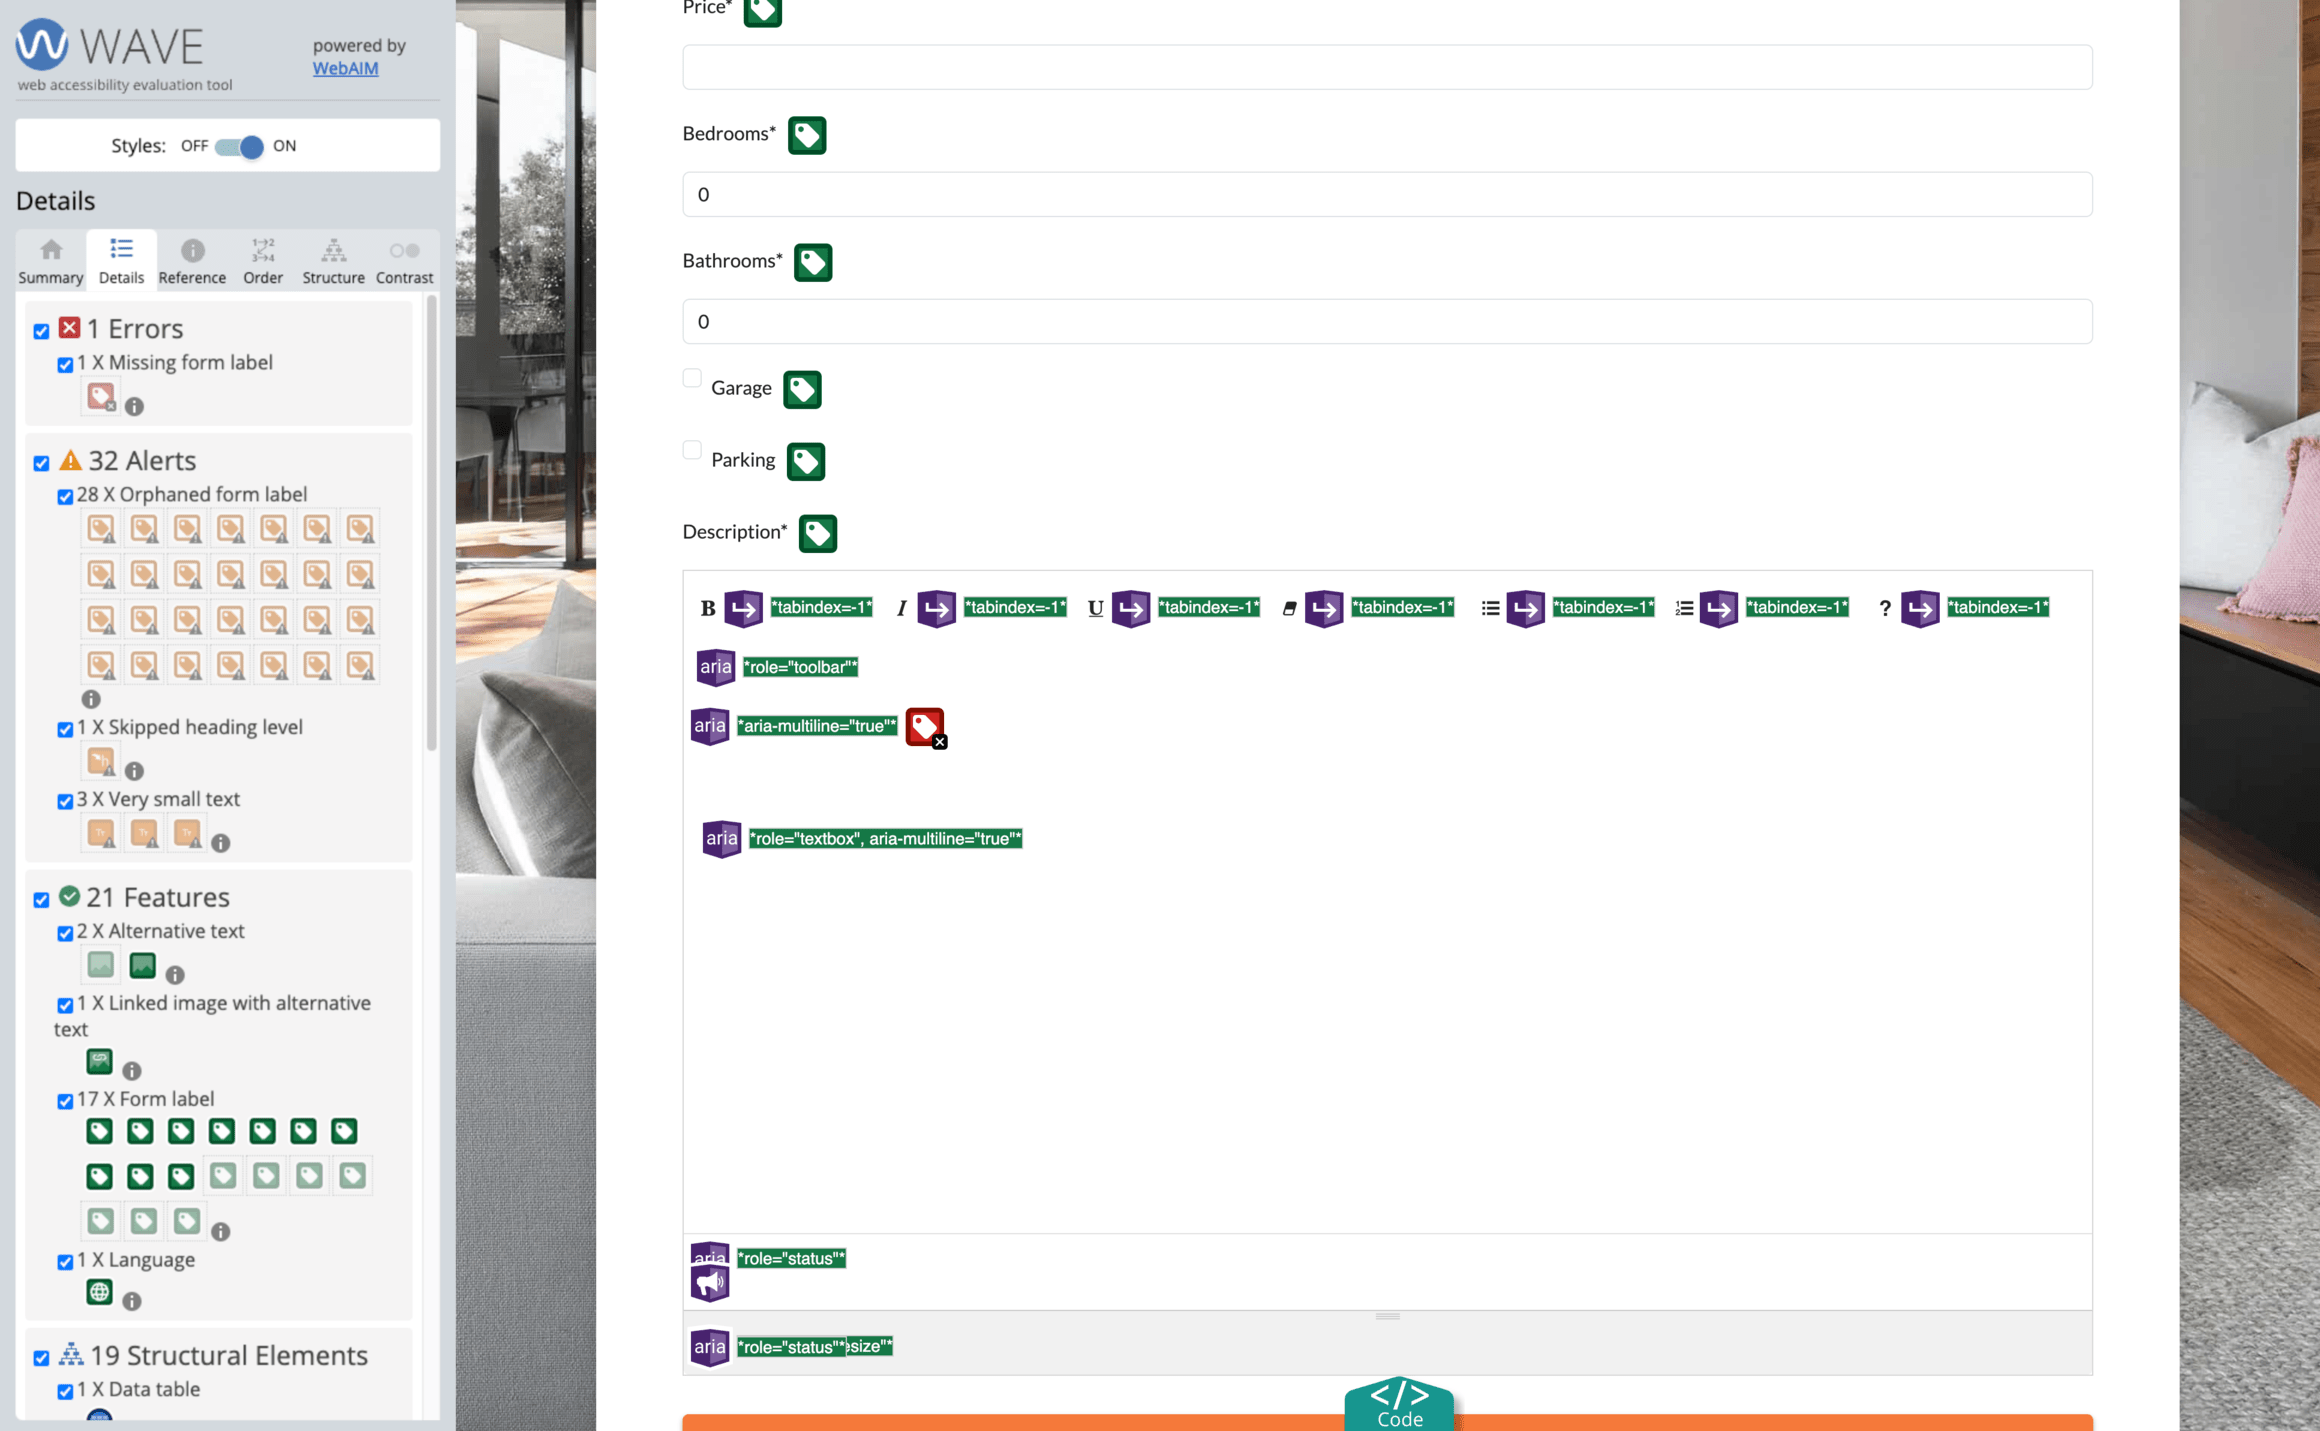 WAVE
powered by
WebAIM
web accessibility evaluation tool
Styles: OFF ON
Details
Summary Details Reference Order Structure Contrast
1 Errors
1 X Missing form label
32 Alerts
28 X Orphaned form label
1 X Skipped heading level
3 X Very small text
21 Features
2 X Alternative text
1 X Linked image with alternative
text
17 X Form label
1 X Language
19 Structural Elements
1 X Data table
Price*
Bedrooms*
0
Bathrooms*
0
Garage
Parking
Description*
B *tabindex=-1* I *tabindex=-1* U *tabindex=-1* *tabindex=-1* *tabindex=-1* *tabindex=-1* ? *tabindex=-1*
aria *role="toolbar"*
aria *aria-multiline="true"*
aria *role="textbox", aria-multiline="true"*
aria *role="status"*
aria *role="status"* size"*
</> Code